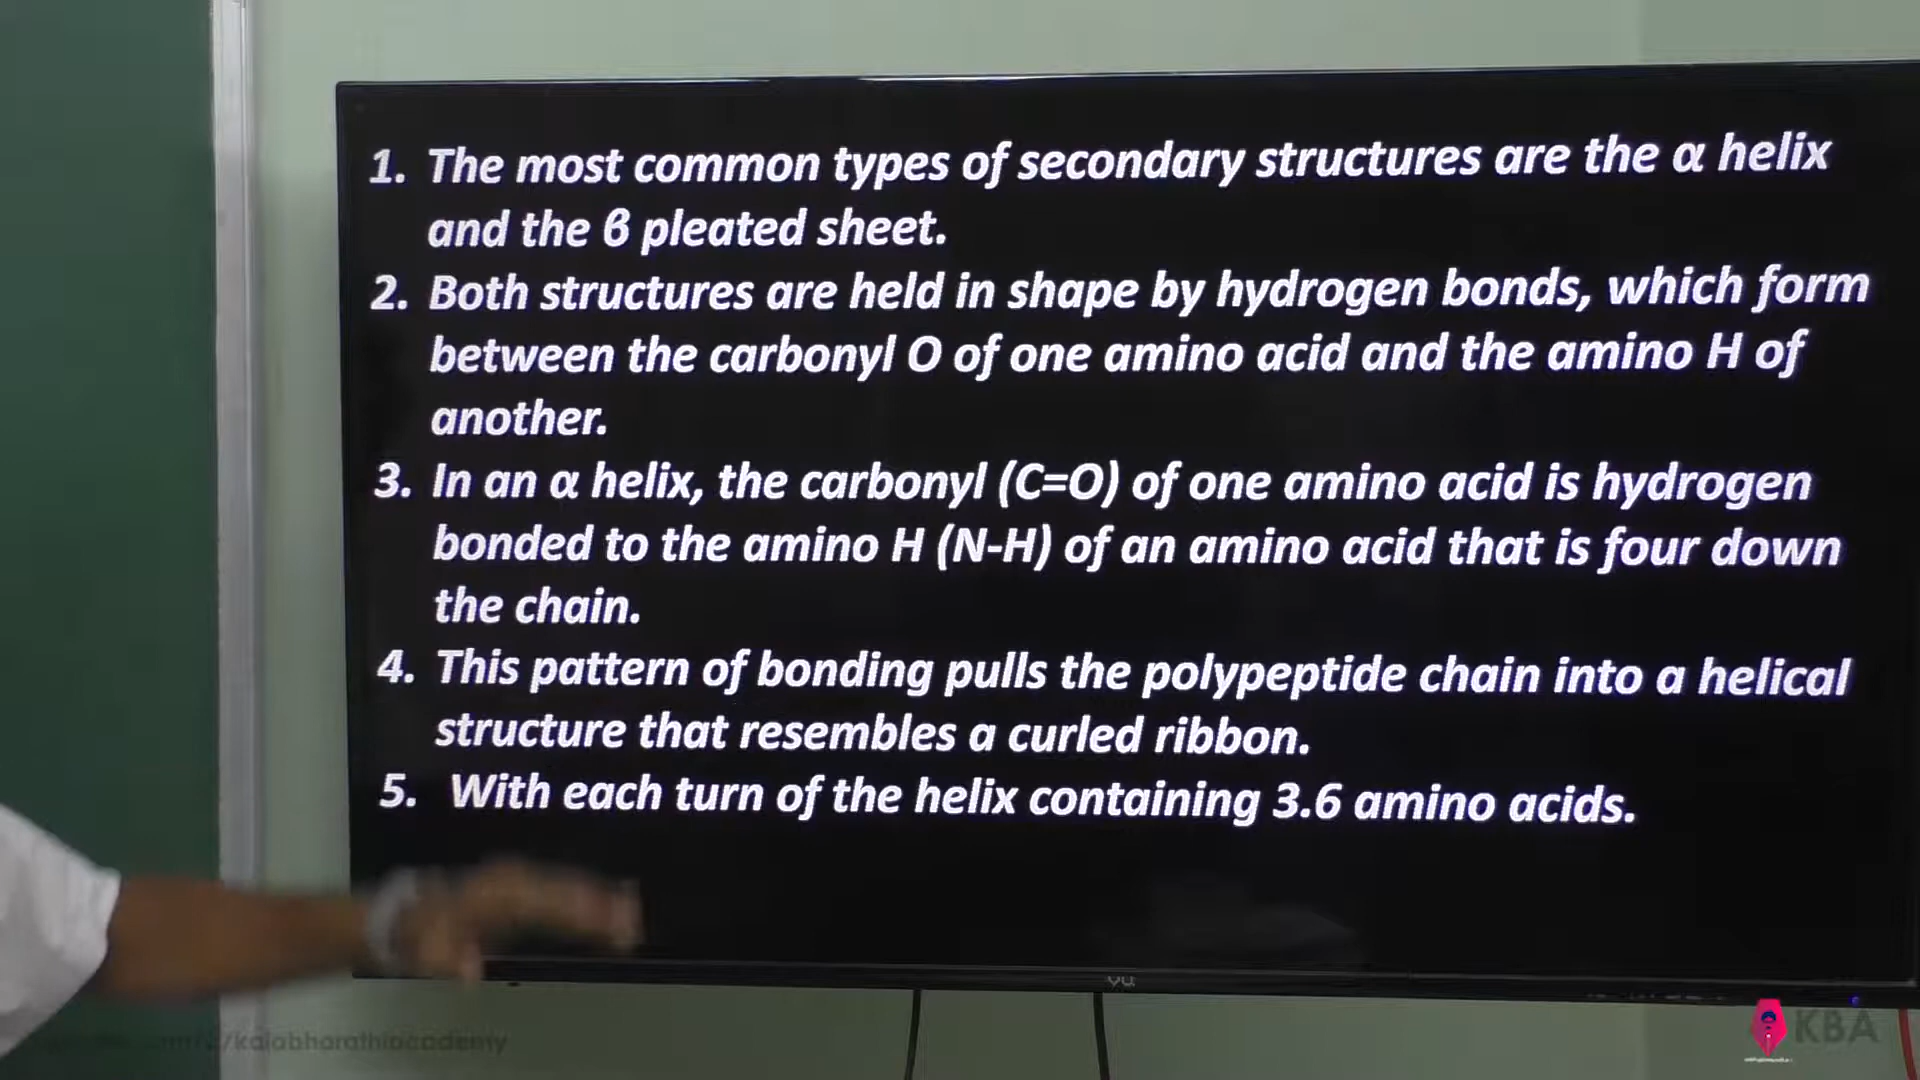 1. The most common types of secondary structures are the α helix
and the β pleated sheet.
2. Both structures are held in shape by hydrogen bonds, which form
between the carbonyl O of one amino acid and the amino H of
another.
3. In an α helix, the carbonyl (C=O) of one amino acid is hydrogen
bonded to the amino H (N-H) of an amino acid that is four down
the chain.
4. This pattern of bonding pulls the polypeptide chain into a helical
structure that resembles a curled ribbon.
5. With each turn of the helix containing 3.6 amino acids.
vu
KBA
/kalabharathiacademy